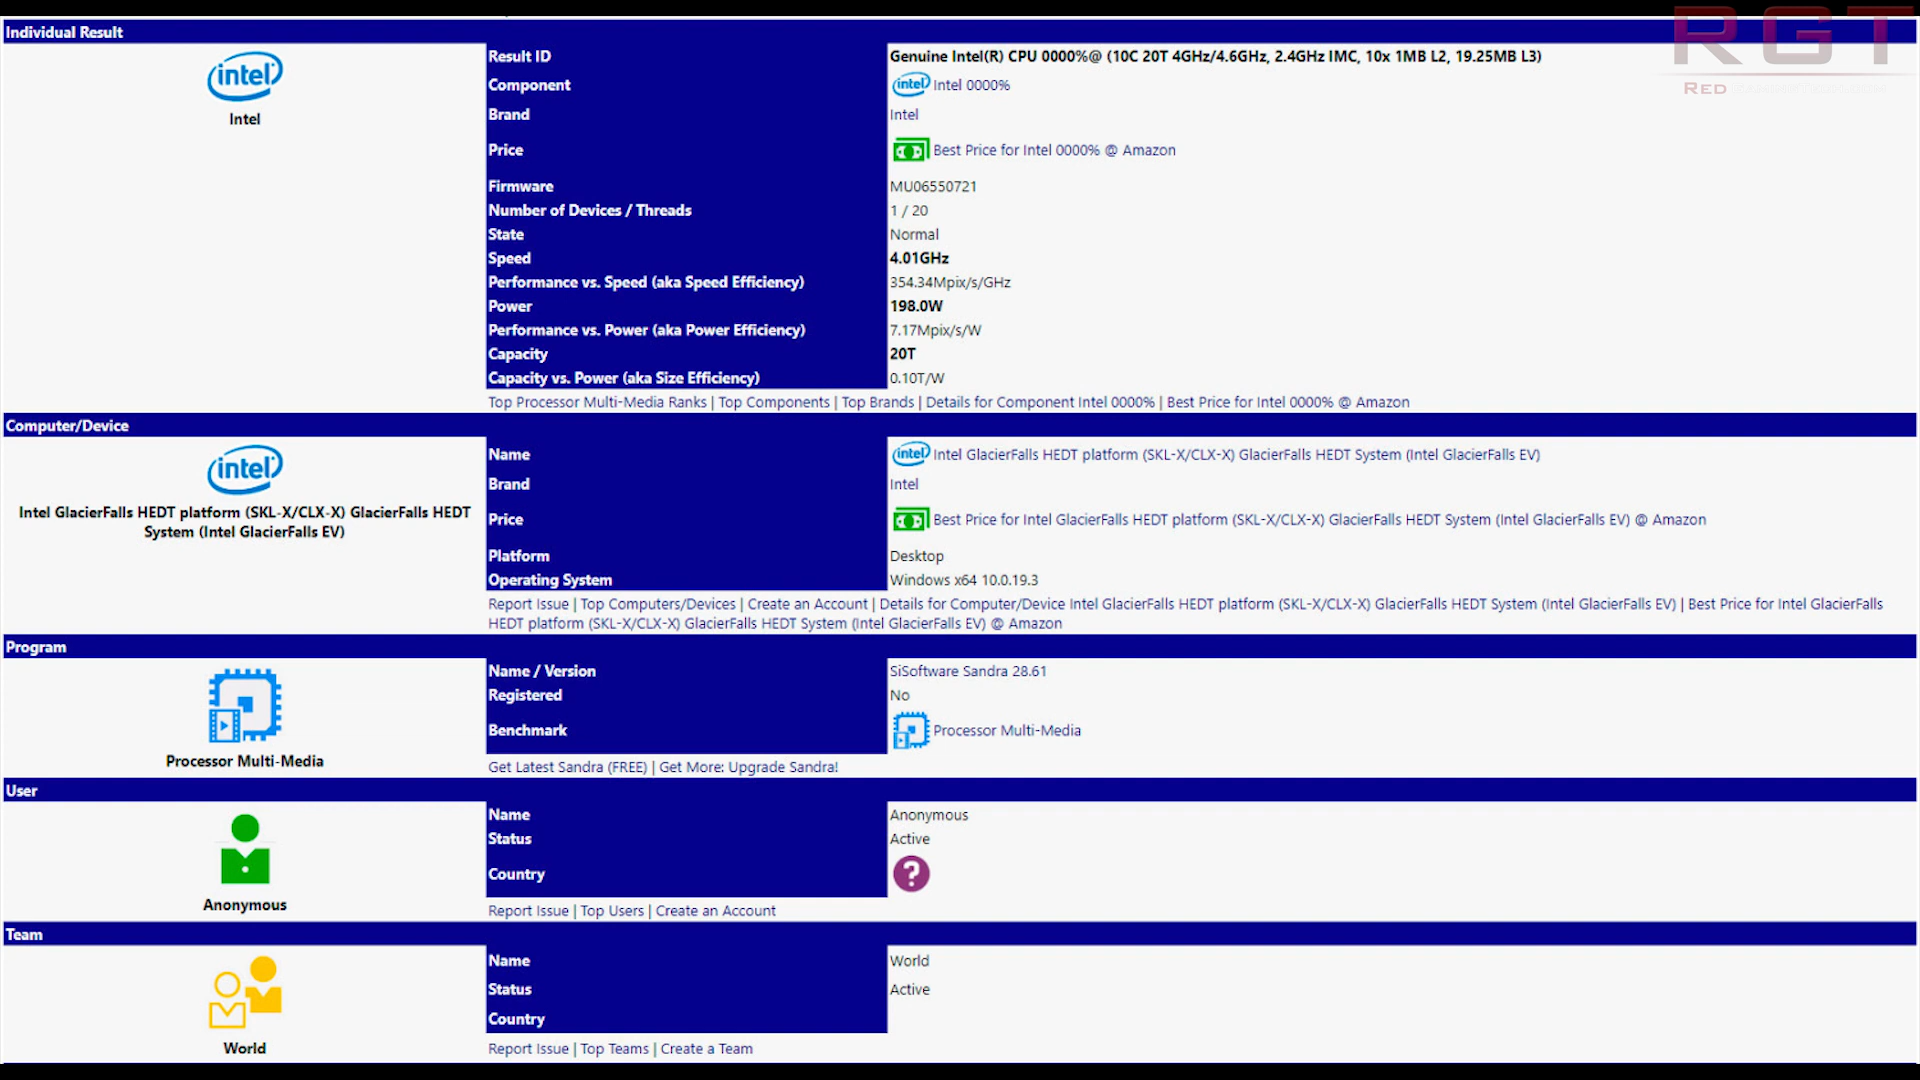 RGT
Red
Individual Result
intel
Intel
Result ID
Genuine Intel(R) CPU 0000%@ (10C 20T 4GHz/4.6GHz, 2.4GHz IMC, 10x 1MB L2, 19.25MB L3)
Component
intel Intel 0000%
Brand
Intel
Price
Best Price for Intel 0000% @ Amazon
Firmware
MU06550721
Number of Devices / Threads
1 / 20
State
Normal
Speed
4.01GHz
Performance vs. Speed (aka Speed Efficiency)
354.34Mpix/s/GHz
Power
198.0W
Performance vs. Power (aka Power Efficiency)
7.17Mpix/s/W
Capacity
20T
Capacity vs. Power (aka Size Efficiency)
0.10T/W
Top Processor Multi-Media Ranks | Top Components | Top Brands | Details for Component Intel 0000% | Best Price for Intel 0000% @ Amazon
Computer/Device
intel
Intel GlacierFalls HEDT platform (SKL-X/CLX-X) GlacierFalls HEDT
System (Intel GlacierFalls EV)
Name
intel Intel GlacierFalls HEDT platform (SKL-X/CLX-X) GlacierFalls HEDT System (Intel GlacierFalls EV)
Brand
Intel
Price
Best Price for Intel GlacierFalls HEDT platform (SKL-X/CLX-X) GlacierFalls HEDT System (Intel GlacierFalls EV) @ Amazon
Platform
Desktop
Operating System
Windows x64 10.0.19.3
Report Issue | Top Computers/Devices | Create an Account | Details for Computer/Device Intel GlacierFalls HEDT platform (SKL-X/CLX-X) GlacierFalls HEDT System (Intel GlacierFalls EV) | Best Price for Intel GlacierFalls
HEDT platform (SKL-X/CLX-X) GlacierFalls HEDT System (Intel GlacierFalls EV) @ Amazon
Program
Processor Multi-Media
Name / Version
SiSoftware Sandra 28.61
Registered
No
Benchmark
Processor Multi-Media
Get Latest Sandra (FREE) | Get More: Upgrade Sandra!
User
Anonymous
Name
Anonymous
Status
Active
Country
?
Report Issue | Top Users | Create an Account
Team
World
Name
World
Status
Active
Country
Report Issue | Top Teams | Create a Team